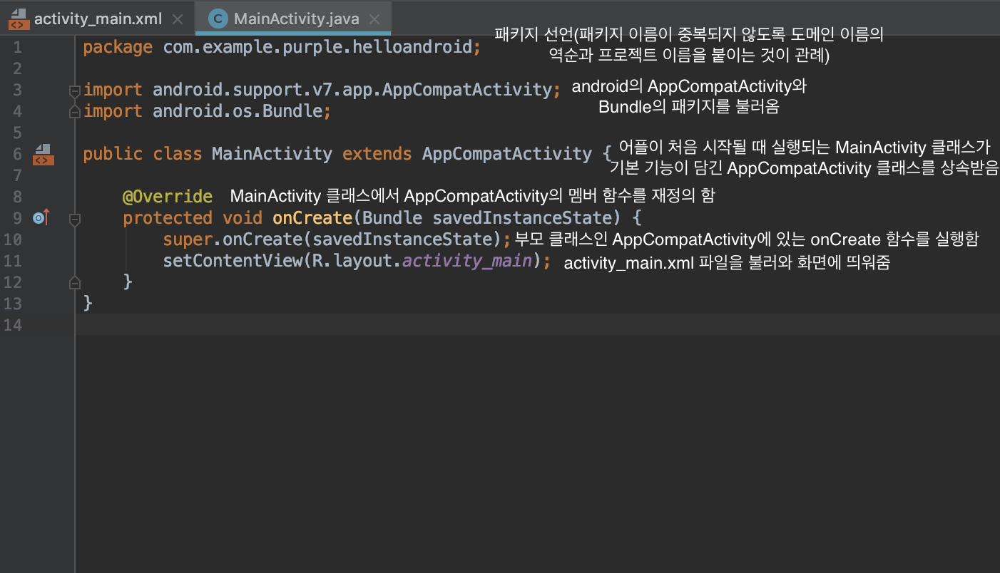 activity_main.xml MainActivity.java
1 package com.example.purple.helloandroid; 패키지 선언(패키지 이름이 중복되지 않도록 도메인 이름의
역순과 프로젝트 이름을 붙이는 것이 관례)
2
3 import android.support.v7.app.AppCompatActivity; android의 AppCompatActivity와
4 import android.os.Bundle; Bundle의 패키지를 불러옴
5
6 public class MainActivity extends AppCompatActivity { 어플이 처음 시작될 때 실행되는 MainActivity 클래스가
7 기본 기능이 담긴 AppCompatActivity 클래스를 상속받음
8 @Override MainActivity 클래스에서 AppCompatActivity의 멤버 함수를 재정의 함
9 protected void onCreate(Bundle savedInstanceState) {
10 super.onCreate(savedInstanceState); 부모 클래스인 AppCompatActivity에 있는 onCreate 함수를 실행함
11 setContentView(R.layout.activity_main); activity_main.xml 파일을 불러와 화면에 띄워줌
12 }
13 }
14